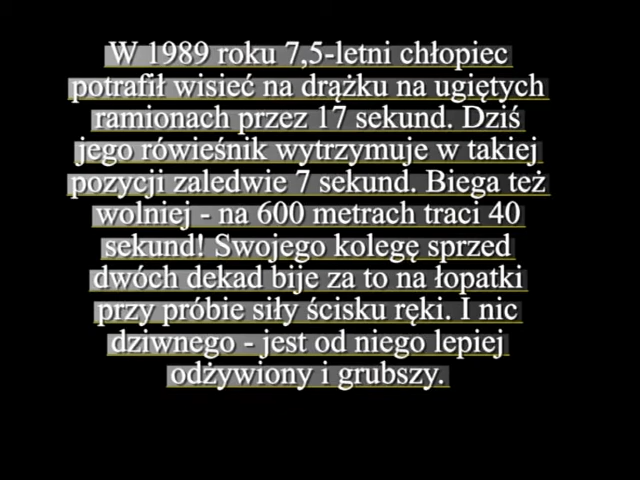 W 1989 roku 7,5-letni chłopiec
potrafił wisieć na drążku na ugiętych
ramionach przez 17 sekund. Dziś
jego rówieśnik wytrzymuje w takiej
pozycji zaledwie 7 sekund. Biega też
wolniej - na 600 metrach traci 40
sekund! Swojego kolegę sprzed
dwóch dekad bije za to na łopatki
przy próbie siły ścisku ręki. I nic
dziwnego - jest od niego lepiej
odżywiony i grubszy.